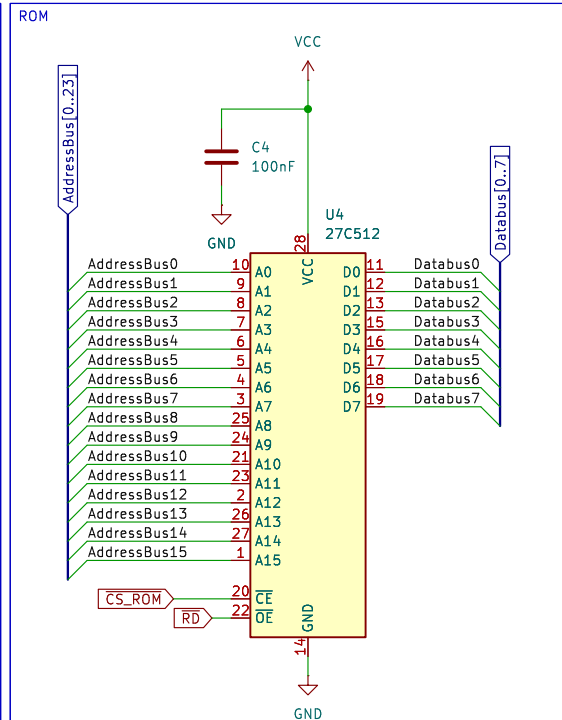 ROM
VCC
AddressBus[0..23]
C4
100nF
GND
Databus[0..7]
U4
27C512
28
VCC
AddressBus0 10 A0 D0 11 Databus0
AddressBus1 9 A1 D1 12 Databus1
AddressBus2 8 A2 D2 13 Databus2
AddressBus3 7 A3 D3 15 Databus3
AddressBus4 6 A4 D4 16 Databus4
AddressBus5 5 A5 D5 17 Databus5
AddressBus6 4 A6 D6 18 Databus6
AddressBus7 3 A7 D7 19 Databus7
AddressBus8 25 A8
AddressBus9 24 A9
AddressBus10 21 A10
AddressBus11 23 A11
AddressBus12 2 A12
AddressBus13 26 A13
AddressBus14 27 A14
AddressBus15 1 A15
CS_ROM 20 CE
RD 22 OE
GND
14
GND